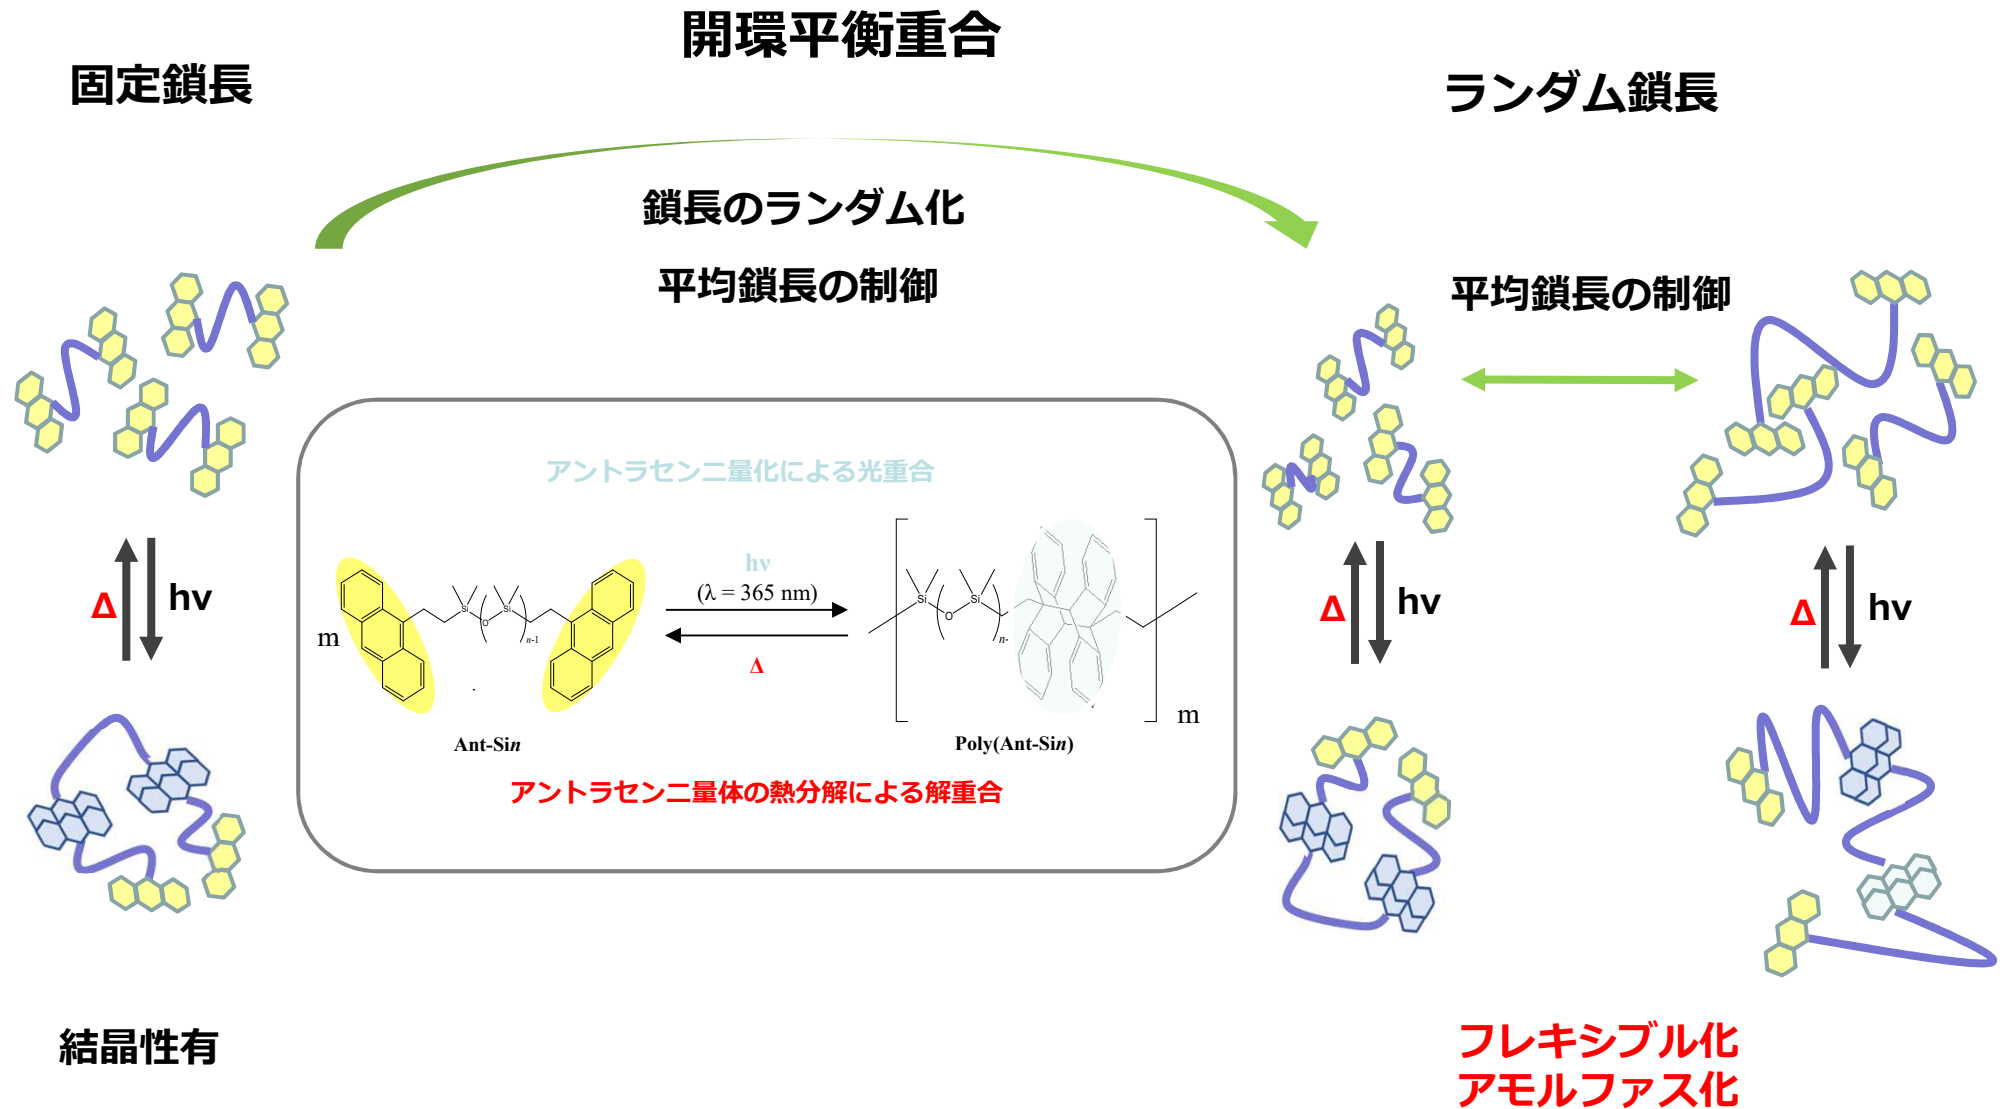 開環平衡重合
固定鎖長
ランダム鎖長
鎖長のランダム化
平均鎖長の制御
平均鎖長の制御
アントラセン二量化による光重合
hν
(λ = 365 nm)
Δ
m
Si
O
Si
n-1
Si
O
Si
n-
m
Ant-Sin
Poly(Ant-Sin)
アントラセン二量体の熱分解による解重合
Δ
hν
Δ
hν
Δ
hν
結晶性有
フレキシブル化
アモルファス化